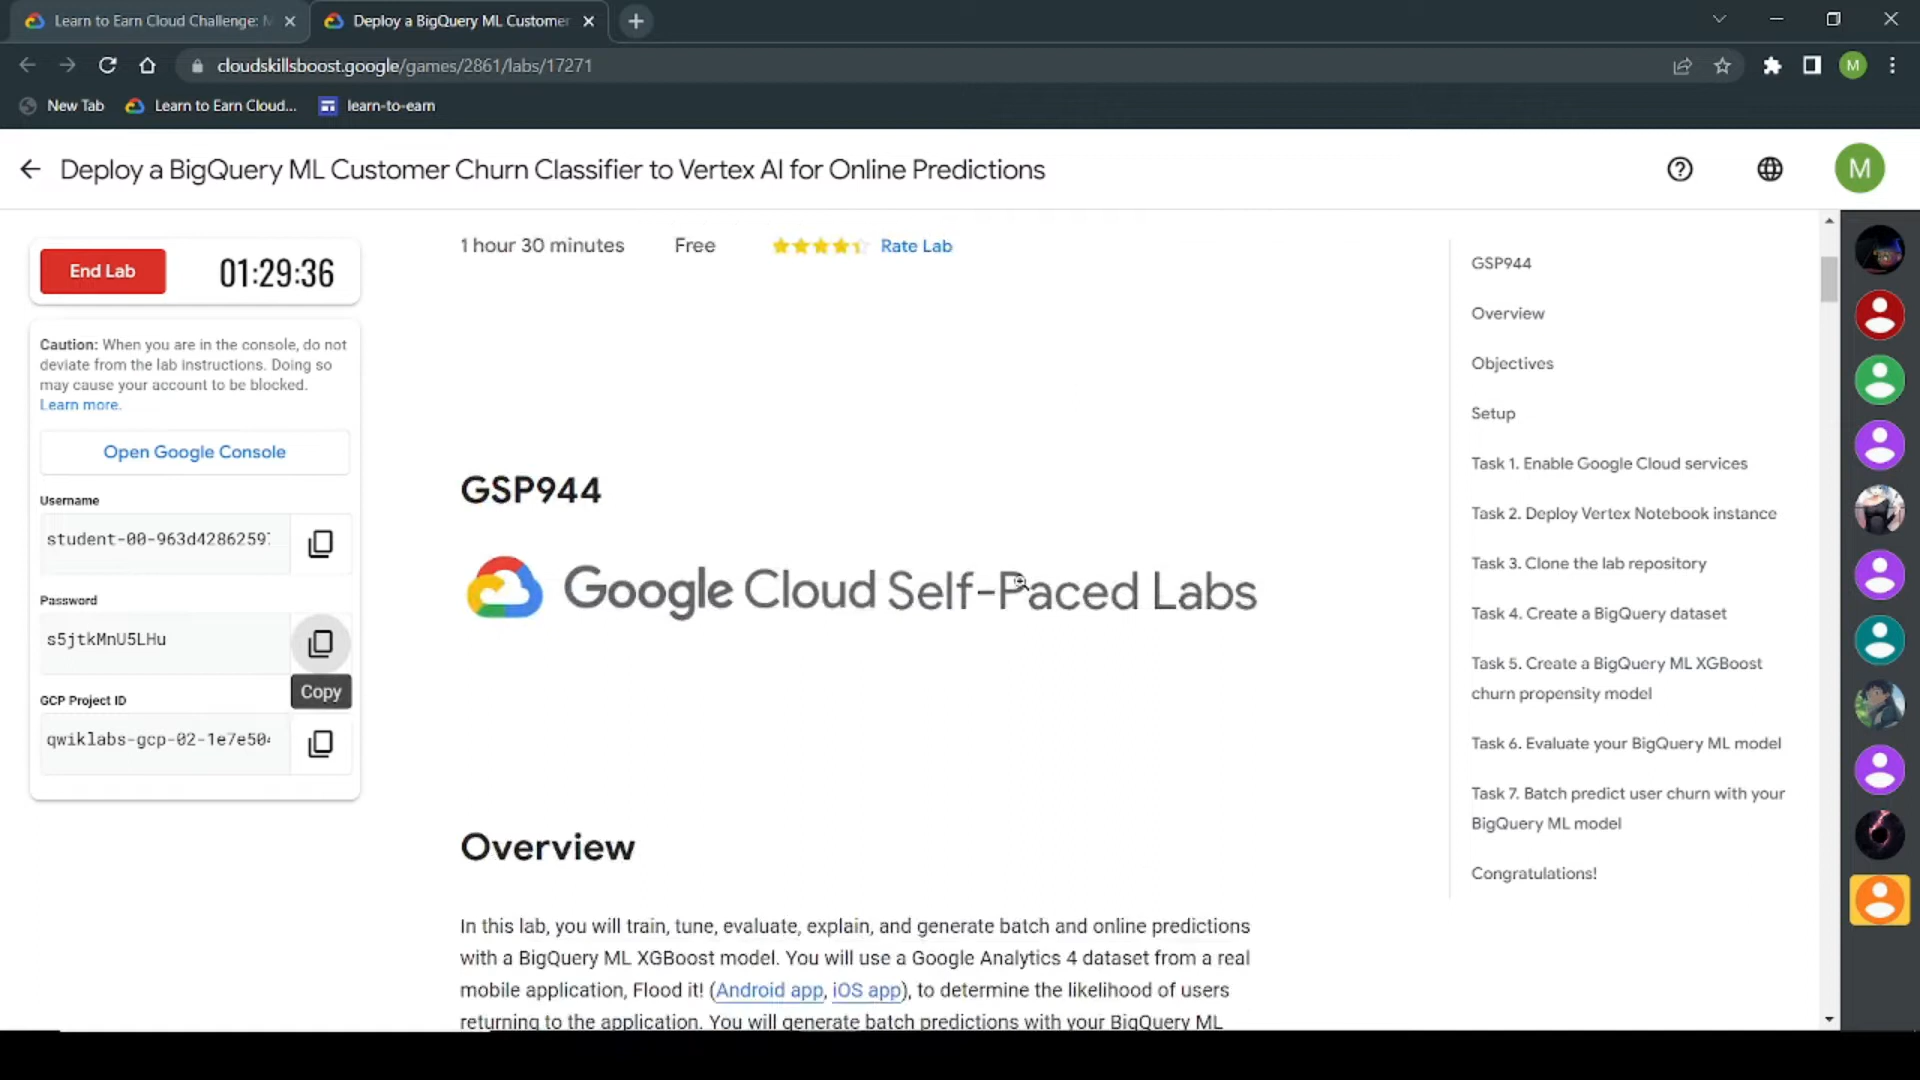 Learn to Earn Cloud Challenge:
Deploy a BigQuery ML Custome
cloudskillsboost.google/games/2861/labs/17271
M
New Tab
Learn to Earn Cloud...
learn-to-earn
Deploy a BigQuery ML Customer Churn Classifier to Vertex AI for Online Predictions
M
End Lab
01:29:36
Caution: When you are in the console, do not
deviate from the lab instructions. Doing so
may cause your account to be blocked.
Learn more.
Open Google Console
Username
student-00-963d42862597
Password
s5jtkMnU5LHu
Copy
GCP Project ID
qwiklabs-gcp-02-1e7e504
1 hour 30 minutes
Free
Rate Lab
GSP944
Google Cloud Self-Paced Labs
Overview
In this lab, you will train, tune, evaluate, explain, and generate batch and online predictions
with a BigQuery ML XGBoost model. You will use a Google Analytics 4 dataset from a real
mobile application, Flood it! (Android app, iOS app), to determine the likelihood of users
returning to the application. You will generate batch predictions with your BigQuery ML
GSP944
Overview
Objectives
Setup
Task 1. Enable Google Cloud services
Task 2. Deploy Vertex Notebook instance
Task 3. Clone the lab repository
Task 4. Create a BigQuery dataset
Task 5. Create a BigQuery ML XGBoost
churn propensity model
Task 6. Evaluate your BigQuery ML model
Task 7. Batch predict user churn with your
BigQuery ML model
Congratulations!